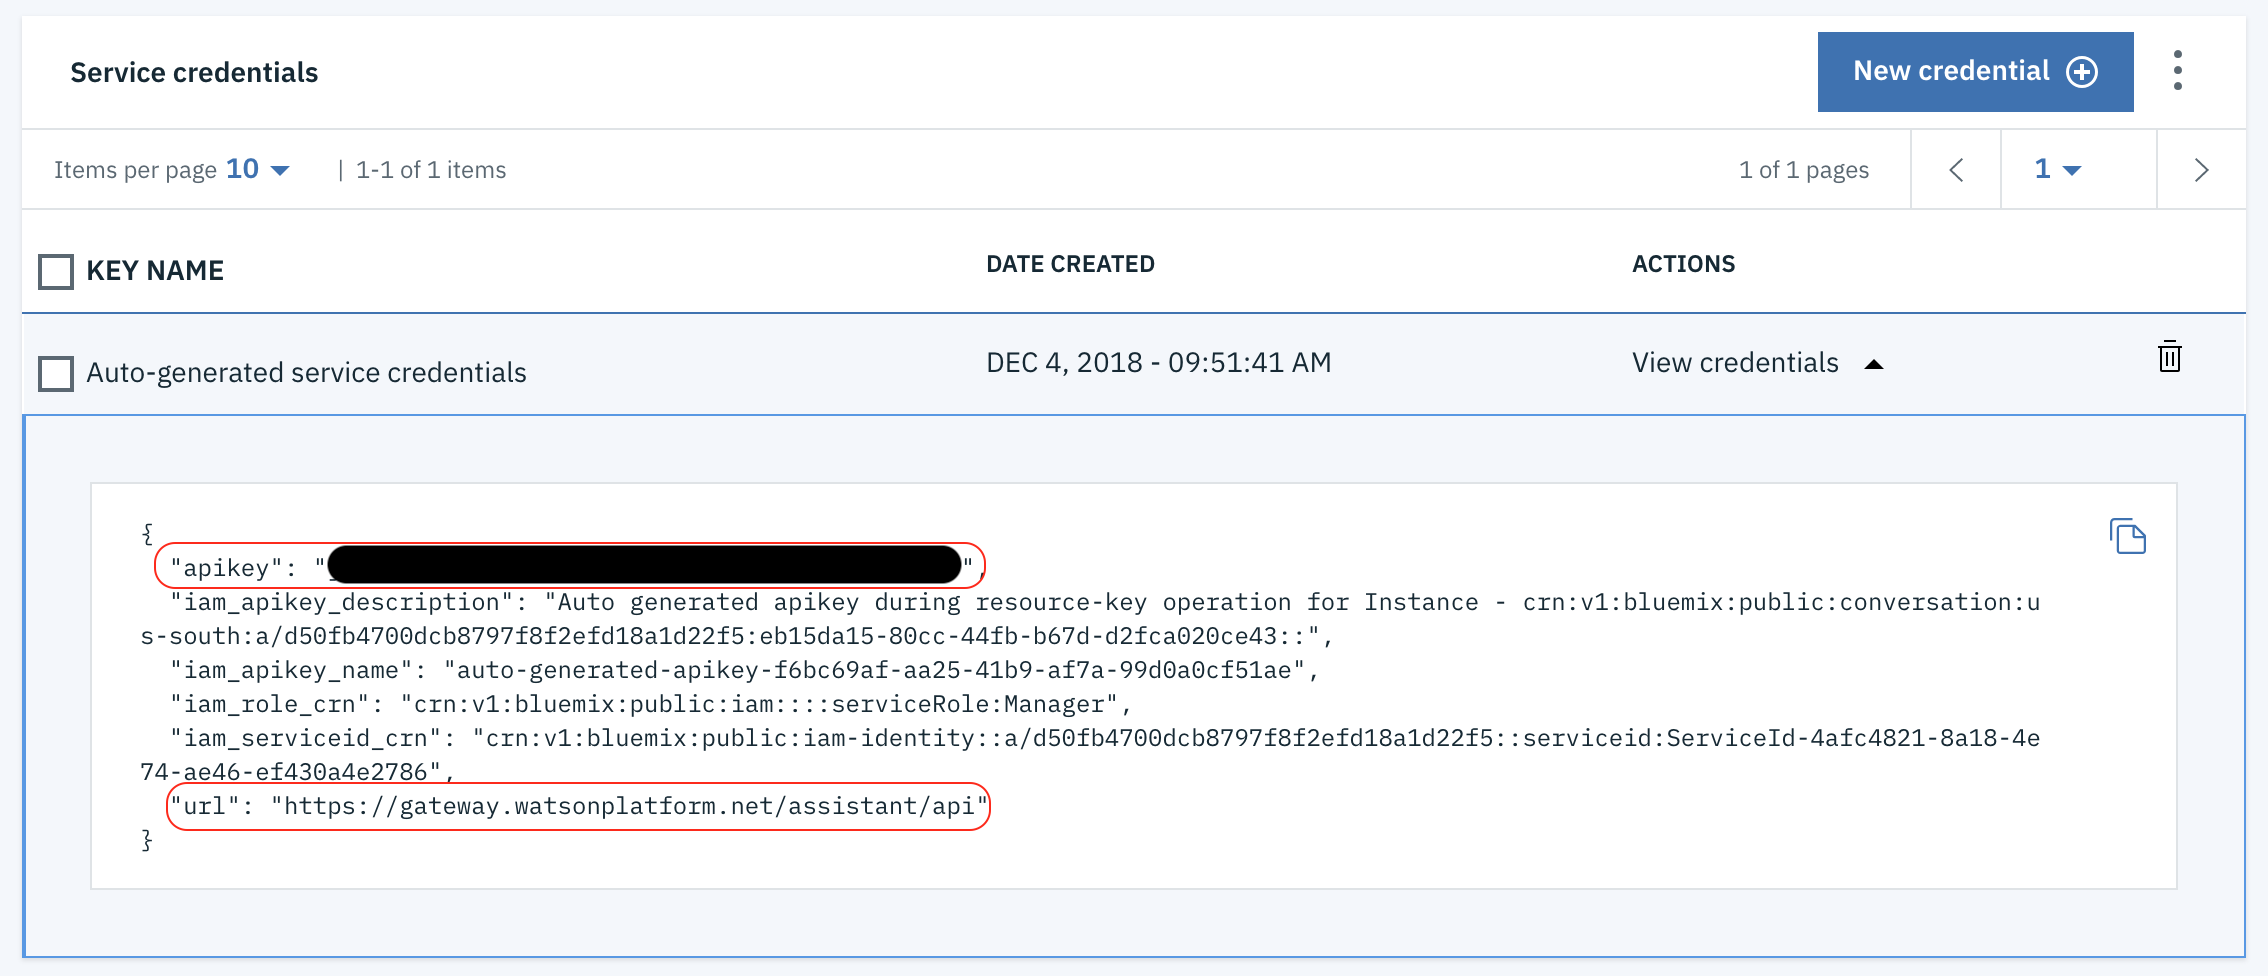 Service credentials
New credential
Items per page 10 | 1-1 of 1 items
1 of 1 pages
1
KEY NAME
DATE CREATED
ACTIONS
Auto-generated service credentials
DEC 4, 2018 - 09:51:41 AM
View credentials
{
"apikey": "",
"iam_apikey_description": "Auto generated apikey during resource-key operation for Instance - crn:v1:bluemix:public:conversation:u
s-south:a/d50fb4700dcb8797f8f2efd18a1d22f5:eb15da15-80cc-44fb-b67d-d2fca020ce43::",
"iam_apikey_name": "auto-generated-apikey-f6bc69af-aa25-41b9-af7a-99d0a0cf51ae",
"iam_role_crn": "crn:v1:bluemix:public:iam::::serviceRole:Manager",
"iam_serviceid_crn": "crn:v1:bluemix:public:iam-identity::a/d50fb4700dcb8797f8f2efd18a1d22f5::serviceid:ServiceId-4afc4821-8a18-4e
74-ae46-ef430a4e2786",
"url": "https://gateway.watsonplatform.net/assistant/api"
}